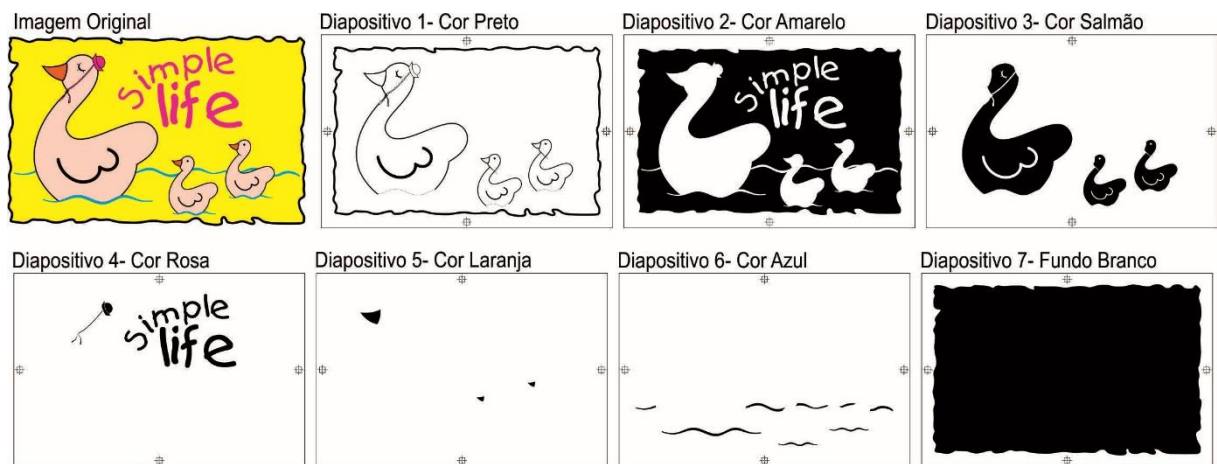 Imagem Original
Diapositivo 1- Cor Preto
Diapositivo 2- Cor Amarelo
Diapositivo 3- Cor Salmão
simple
life
simple
life
Diapositivo 4- Cor Rosa
Diapositivo 5- Cor Laranja
Diapositivo 6- Cor Azul
Diapositivo 7- Fundo Branco
simple
life